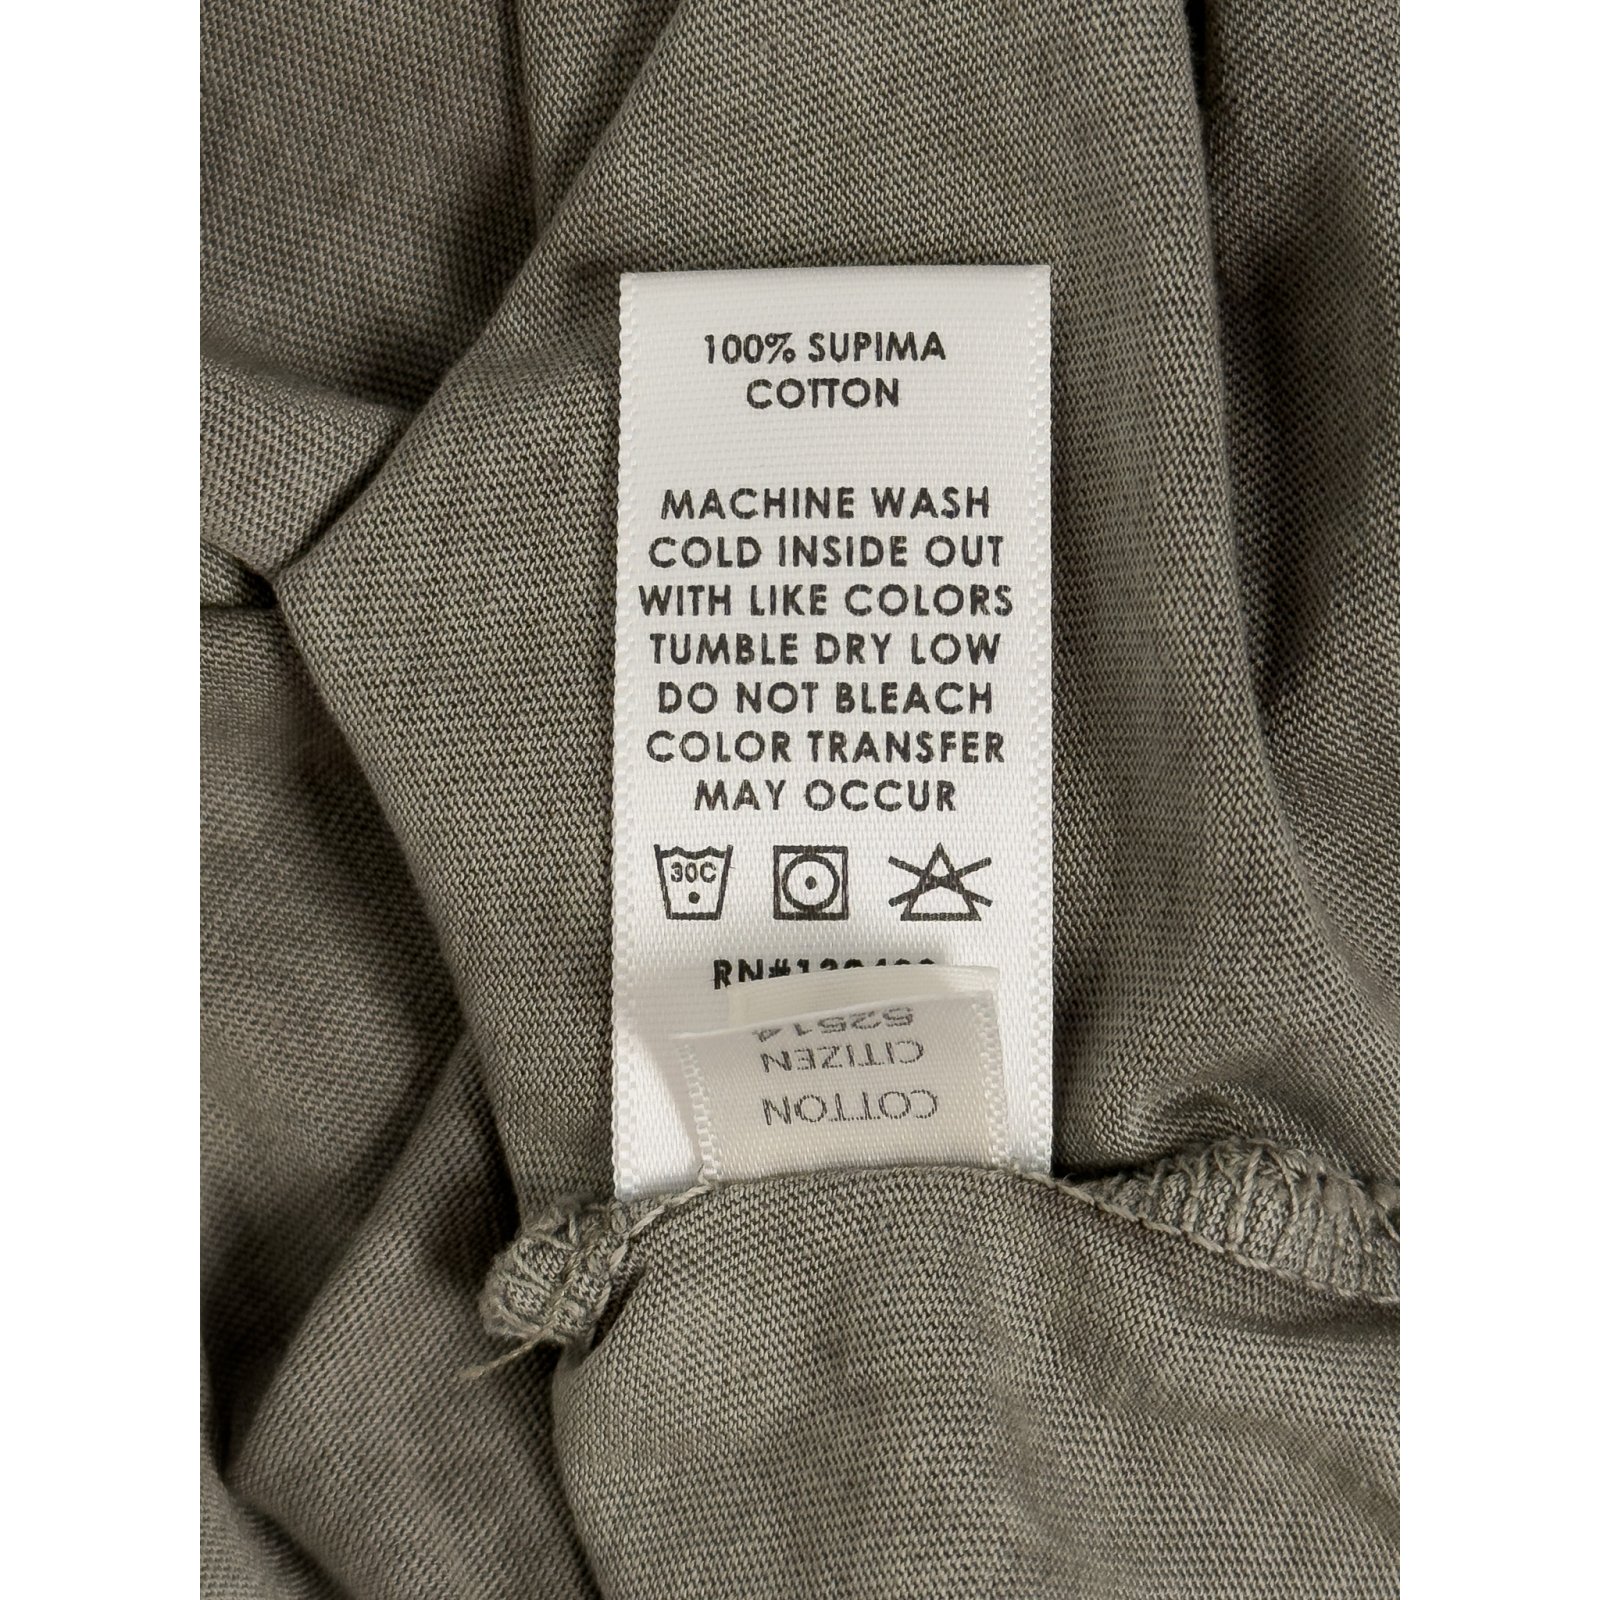 100% SUPIMA
COTTON
MACHINE WASH
COLD INSIDE OUT
WITH LIKE COLORS
TUMBLE DRY LOW
DO NOT BLEACH
COLOR TRANSFER
MAY OCCUR
30C
COTTON
CITIZEN
52514